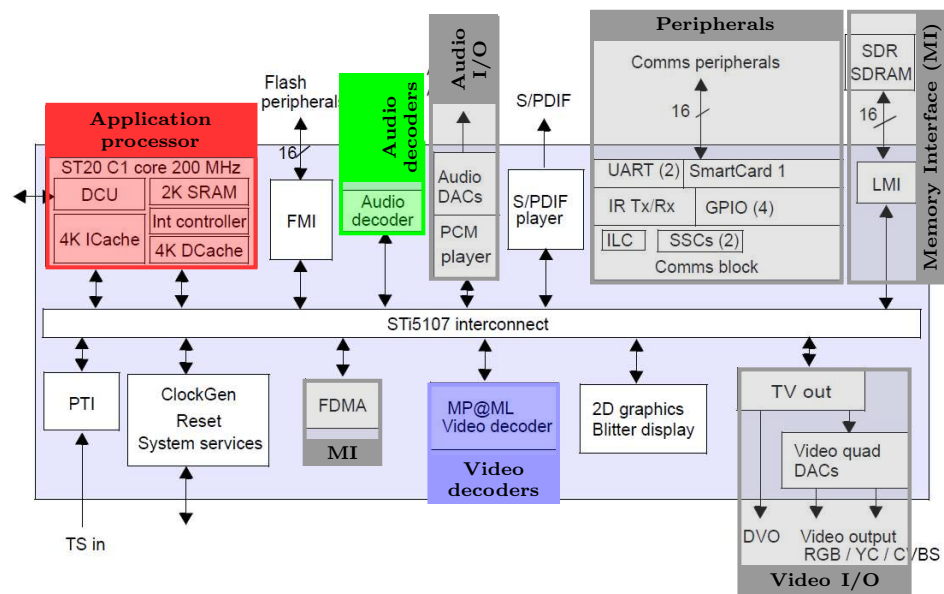 Peripherals
Audio
I/O
Memory Interface (MI)
SDR
SDRAM
16
Comms peripherals
16
Flash
peripherals
16
Audio
decoders
S/PDIF
Application
processor
ST20 C1 core 200 MHz
DCU
2K SRAM
4K ICache
Int controller
4K DCache
FMI
Audio
decoder
Audio
DACs
PCM
player
S/PDIF
player
UART (2)
SmartCard 1
IR Tx/Rx
GPIO (4)
ILC
SSCs (2)
Comms block
LMI
STi5107 interconnect
PTI
ClockGen
Reset
System services
FDMA
MI
MP@ML
Video decoder
Video
decoders
2D graphics
Blitter display
TV out
Video quad
DACs
TS in
DVO
Video output
RGB / YC / CVBS
Video I/O